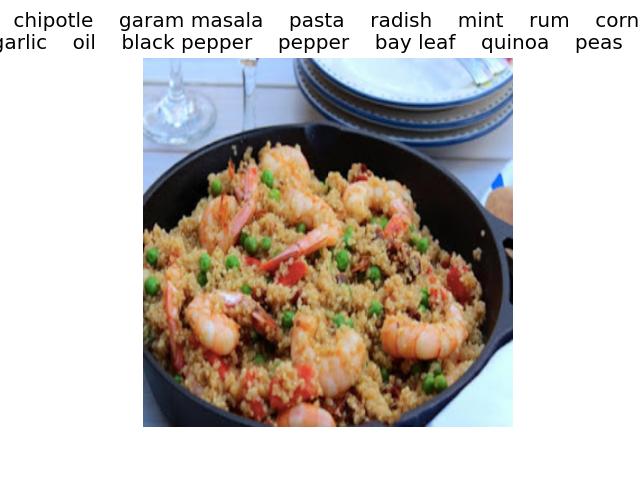 chipotle garam masala pasta radish mint rum corn
garlic oil black pepper pepper bay leaf quinoa peas